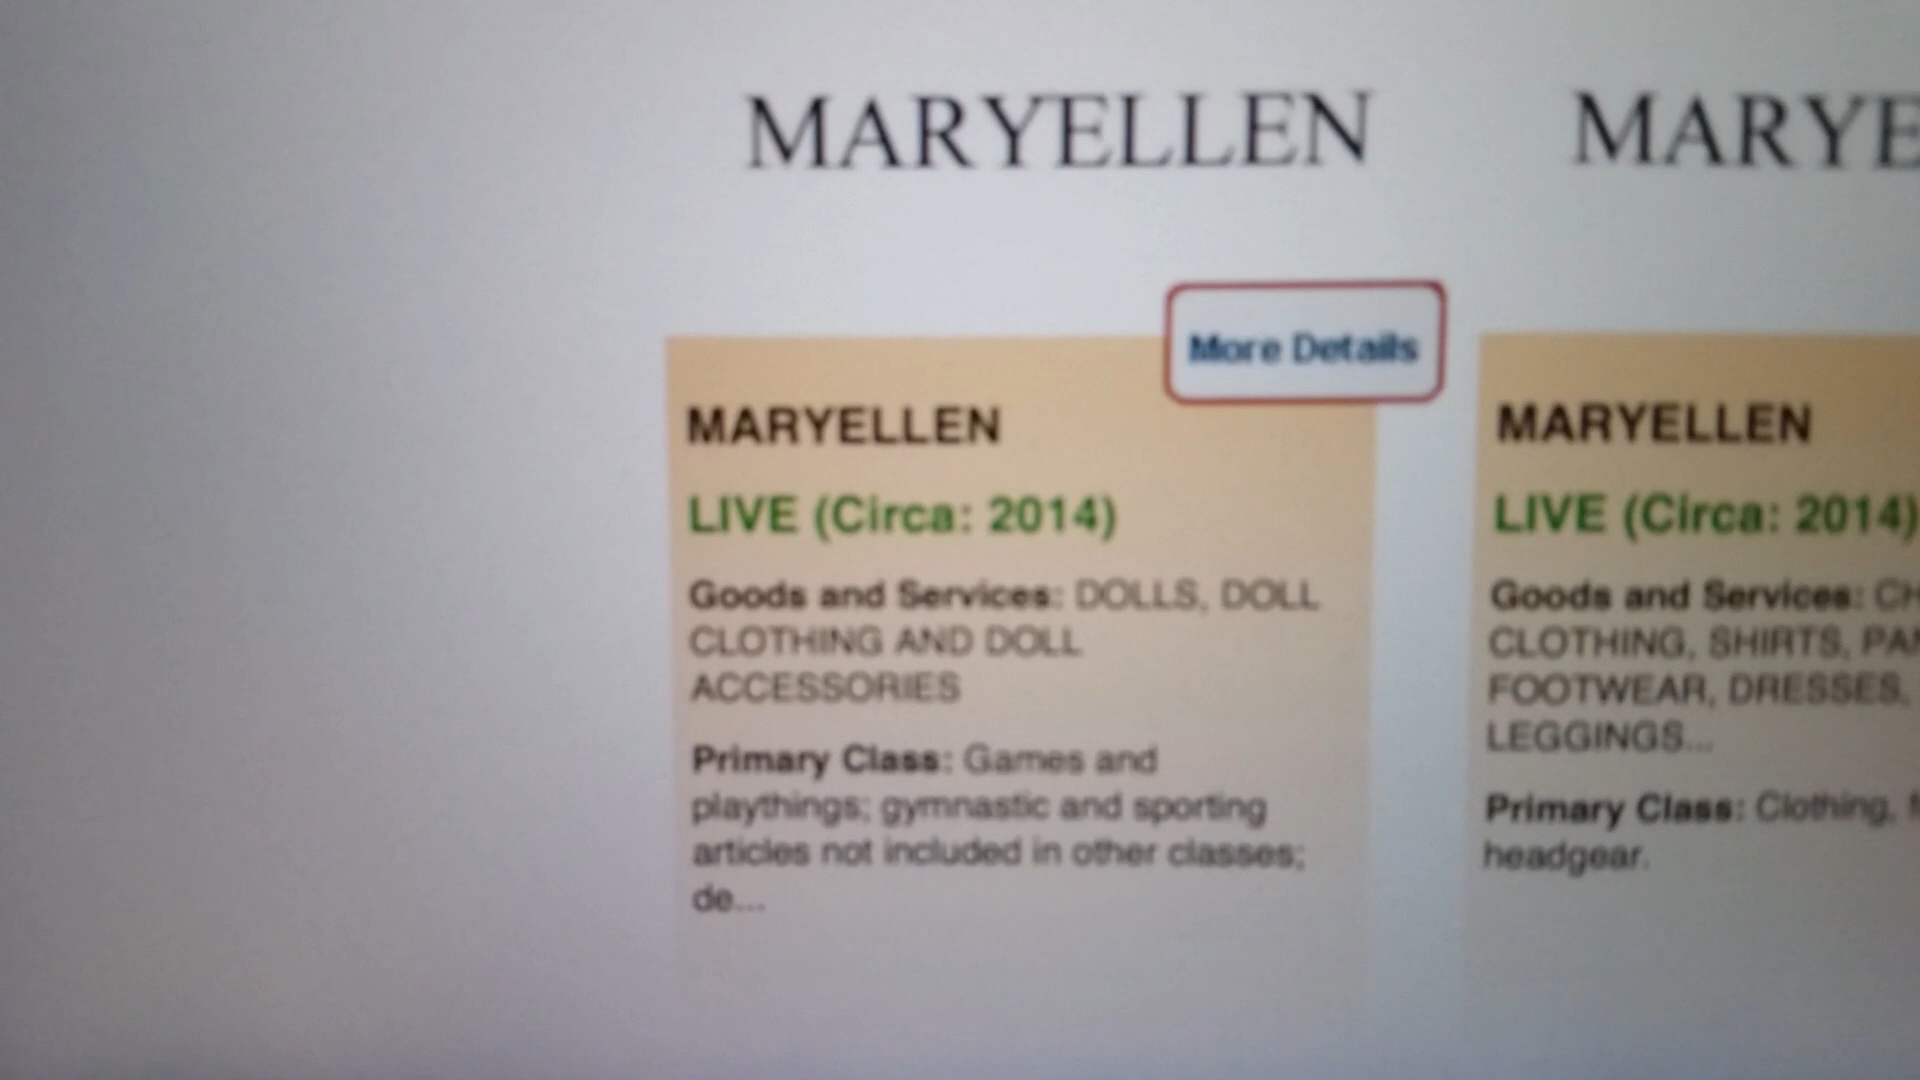 MARYELLEN
More Details
MARYELLEN
LIVE (Circa: 2014)
Goods and Services: DOLLS, DOLL
CLOTHING AND DOLL
ACCESSORIES
Primary Class: Games and
playthings; gymnastic and sporting
articles not included in other classes;
de...
MARYE
MARYELLEN
LIVE (Circa: 2014)
Goods and Services: CH
CLOTHING, SHIRTS, PAN
FOOTWEAR, DRESSES,
LEGGINGS...
Primary Class: Clothing,
headgear.